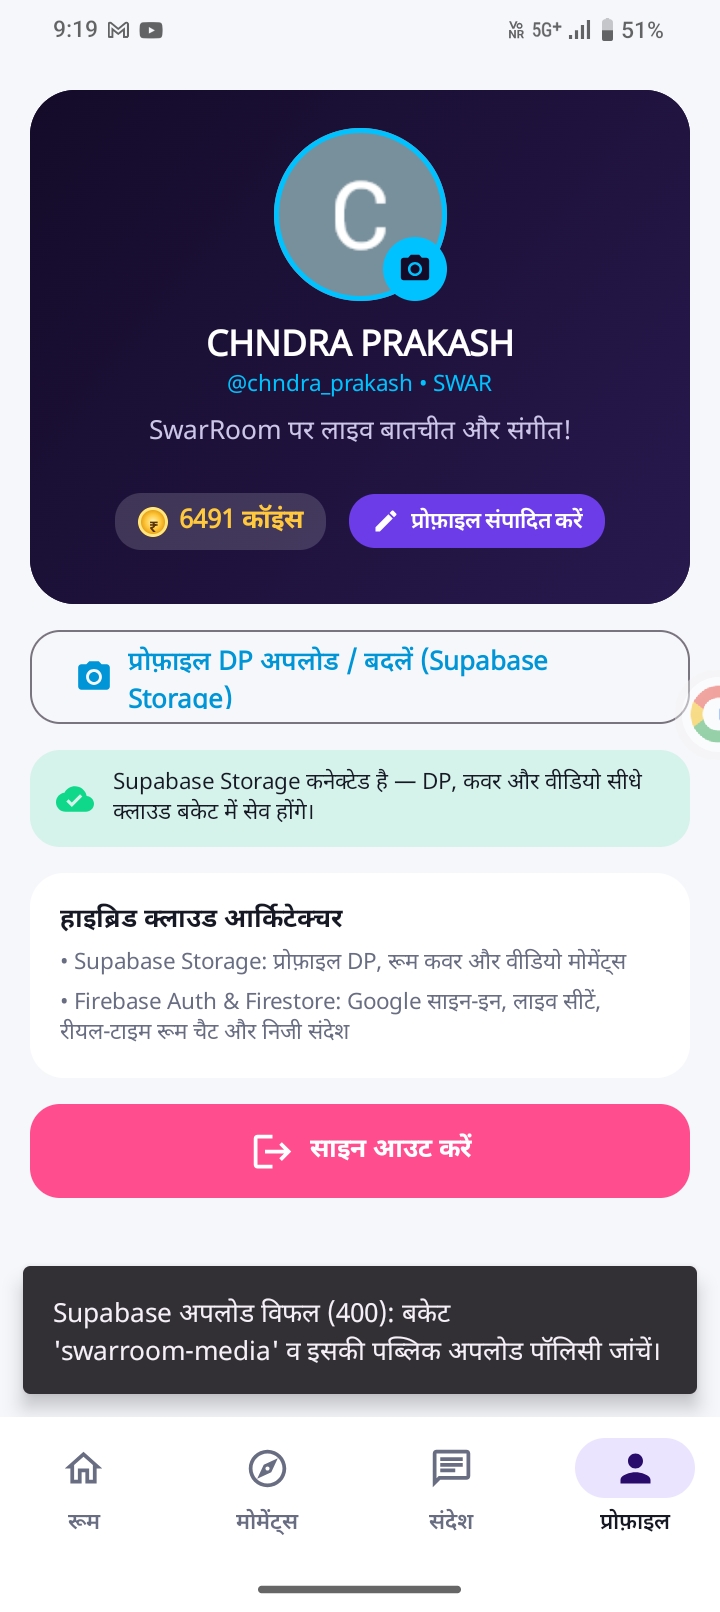 9:19
Vo NR 5G+ 51%
C
CHNDRA PRAKASH
@chndra_prakash • SWAR
SwarRoom पर लाइव बातचीत और संगीत!
₹ 6491 कॉइंस
प्रोफ़ाइल संपादित करें
प्रोफ़ाइल DP अपलोड / बदलें (Supabase
Storage)
Supabase Storage कनेक्टेड है — DP, कवर और वीडियो सीधे
क्लाउड बकेट में सेव होंगे।
हाइब्रिड क्लाउड आर्किटेक्चर
• Supabase Storage: प्रोफ़ाइल DP, रूम कवर और वीडियो मोमेंट्स
• Firebase Auth & Firestore: Google साइन-इन, लाइव सीटें,
रीयल-टाइम रूम चैट और निजी संदेश
साइन आउट करें
Supabase अपलोड विफल (400): बकेट
'swarroom-media' व इसकी पब्लिक अपलोड पॉलिसी जांचें।
रूम
मोमेंट्स
संदेश
प्रोफ़ाइल